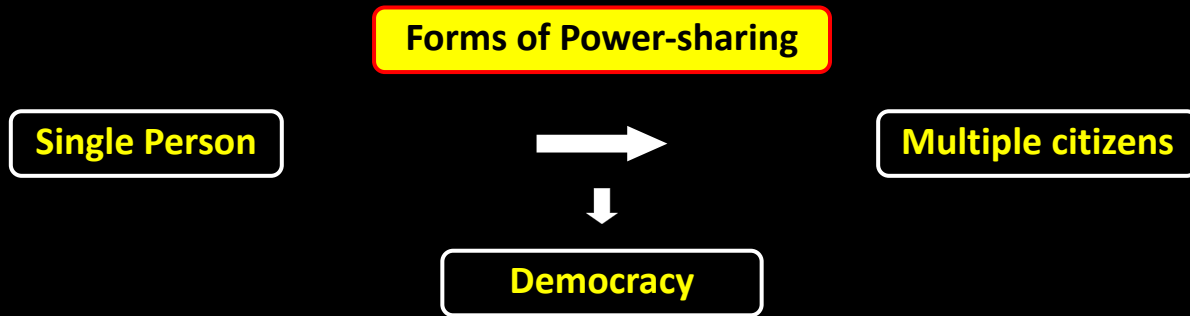 Forms of Power-sharing
Single Person
Multiple citizens
Democracy